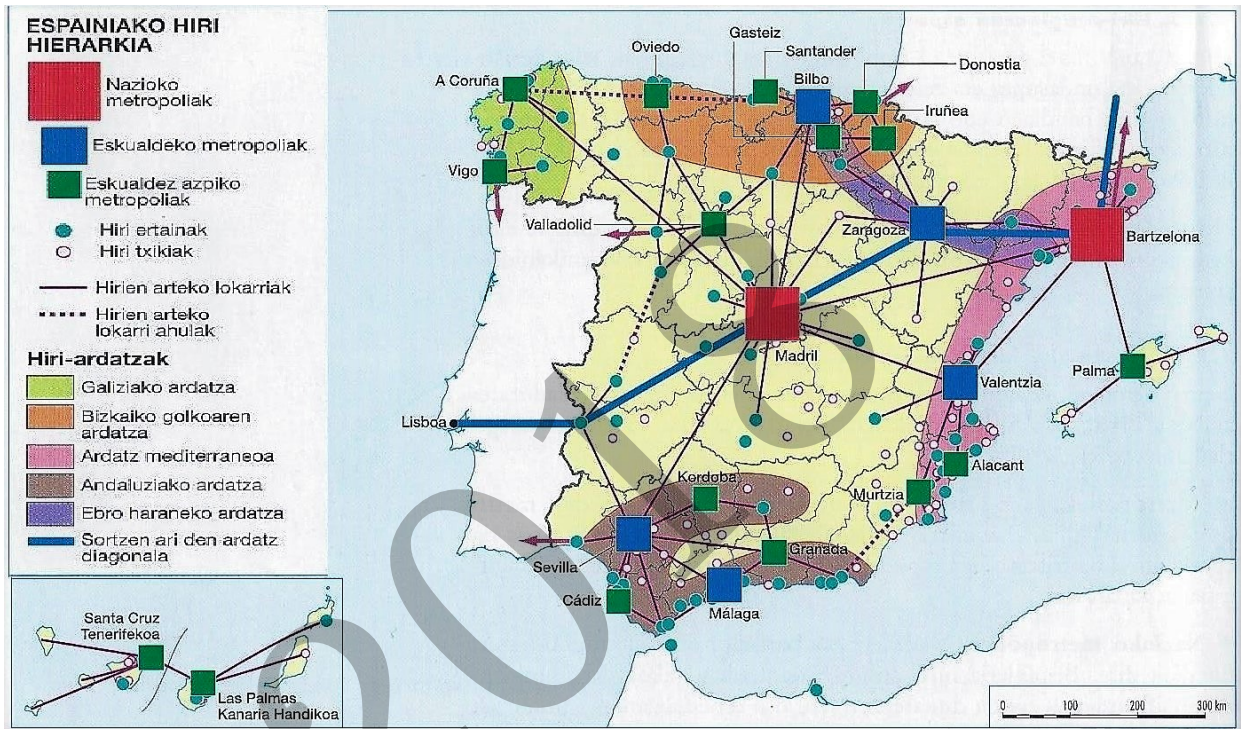 ESPAINIAKO HIRI
HIERARKIA
Nazioko
metropoliak
Eskualdeko metropoliak
Eskualdez azpiko
metropoliak
Hiri ertainak
Hiri txikiak
Hirien arteko lokarriak
Hirien arteko
lokarri ahulak
Hiri-ardatzak
Galiziako ardatza
Bizkaiko golkoaren
ardatza
Ardatz mediterraneoa
Andaluziako ardatza
Ebro haraneko ardatza
Sortzen ari den ardatz
diagonala
Gasteiz
Oviedo
Santander
Donostia
A Coruña
Bilbo
Iruñea
Vigo
Valladolid
Zaragoza
Bartzelona
Madril
Palma
Valentzia
Lisboa
Alacant
Kordoba
Murtzia
Sevilla
Granada
Cádiz
Málaga
Santa Cruz
Tenerifekoa
Las Palmas
Kanaria Handikoa
0 100 200 300 km
2018